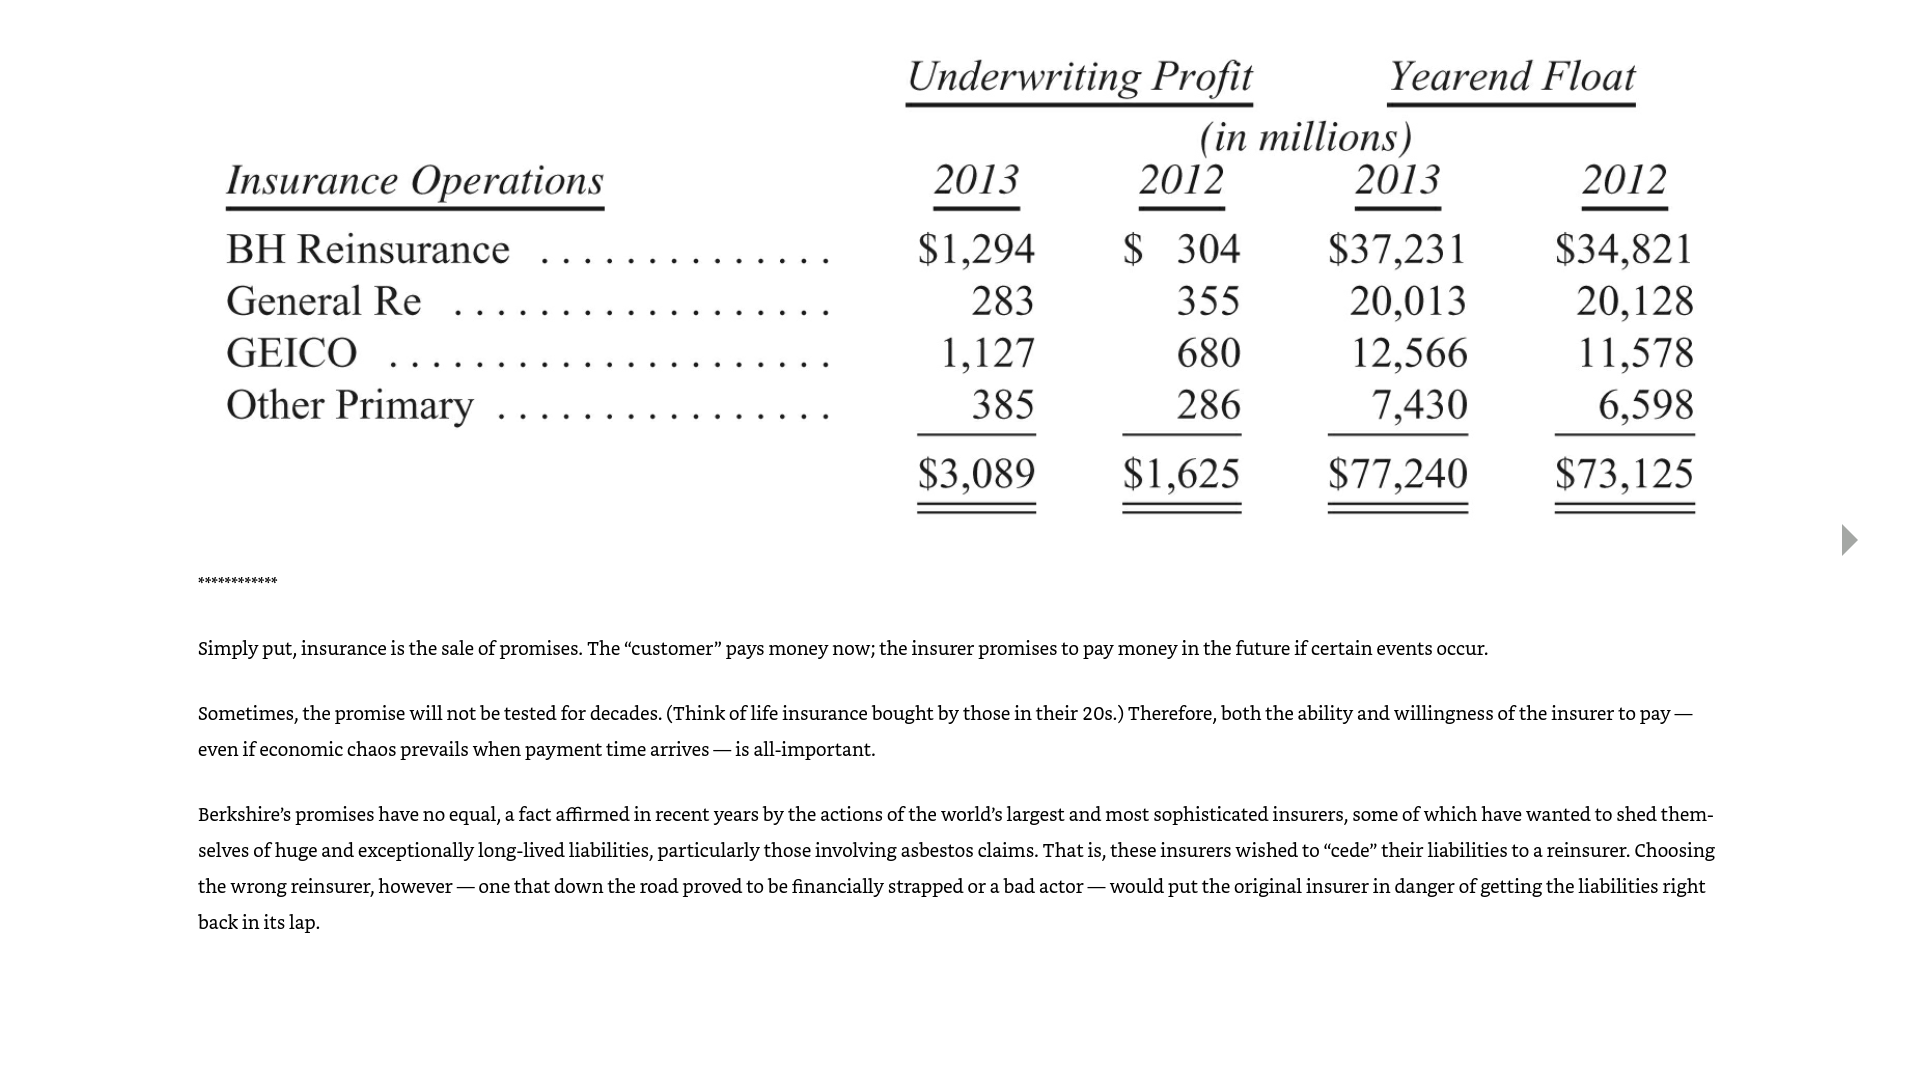 Underwriting Profit Yearend Float
(in millions)
Insurance Operations 2013 2012 2013 2012
BH Reinsurance . . . . . . . . . . . . . . $1,294 $ 304 $37,231 $34,821
General Re . . . . . . . . . . . . . . . . . . 283 355 20,013 20,128
GEICO . . . . . . . . . . . . . . . . . . . . . 1,127 680 12,566 11,578
Other Primary . . . . . . . . . . . . . . . . 385 286 7,430 6,598
$3,089 $1,625 $77,240 $73,125
************
Simply put, insurance is the sale of promises. The “customer” pays money now; the insurer promises to pay money in the future if certain events occur.
Sometimes, the promise will not be tested for decades. (Think of life insurance bought by those in their 20s.) Therefore, both the ability and willingness of the insurer to pay —
even if economic chaos prevails when payment time arrives — is all-important.
Berkshire’s promises have no equal, a fact affirmed in recent years by the actions of the world’s largest and most sophisticated insurers, some of which have wanted to shed them-
selves of huge and exceptionally long-lived liabilities, particularly those involving asbestos claims. That is, these insurers wished to “cede” their liabilities to a reinsurer. Choosing
the wrong reinsurer, however — one that down the road proved to be financially strapped or a bad actor — would put the original insurer in danger of getting the liabilities right
back in its lap.